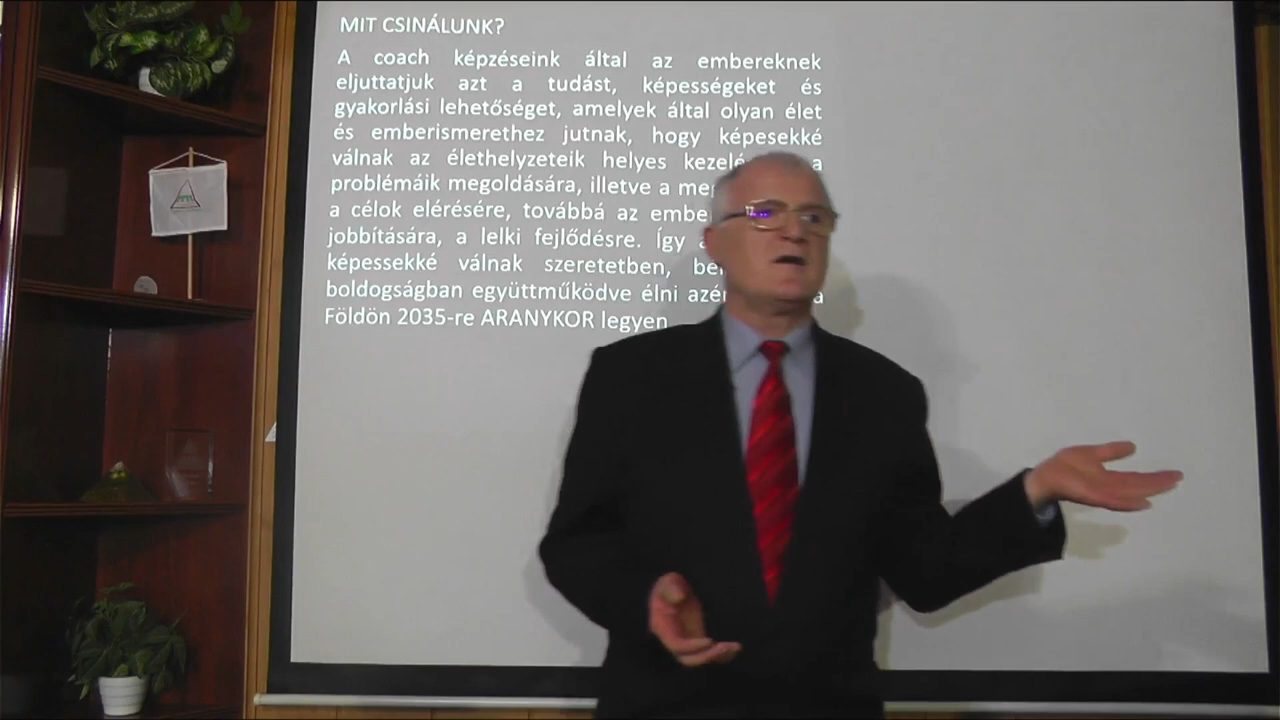 MIT CSINÁLUNK?
A coach képzéseink által az embereknek
eljuttatjuk azt a tudást, képességeket és
gyakorlási lehetőséget, amelyek által olyan élet
és emberismerethez jutnak, hogy képesekké
válnak az élethelyzeteik helyes
problémáik megoldására, illetve a
a célok elérésére, továbbá az
jobbítására, a lelki fejlődésre. Így
képessekké válnak szeretetben,
boldogságban együttműködve élni a
Földön 2035-re ARANYKOR legyen